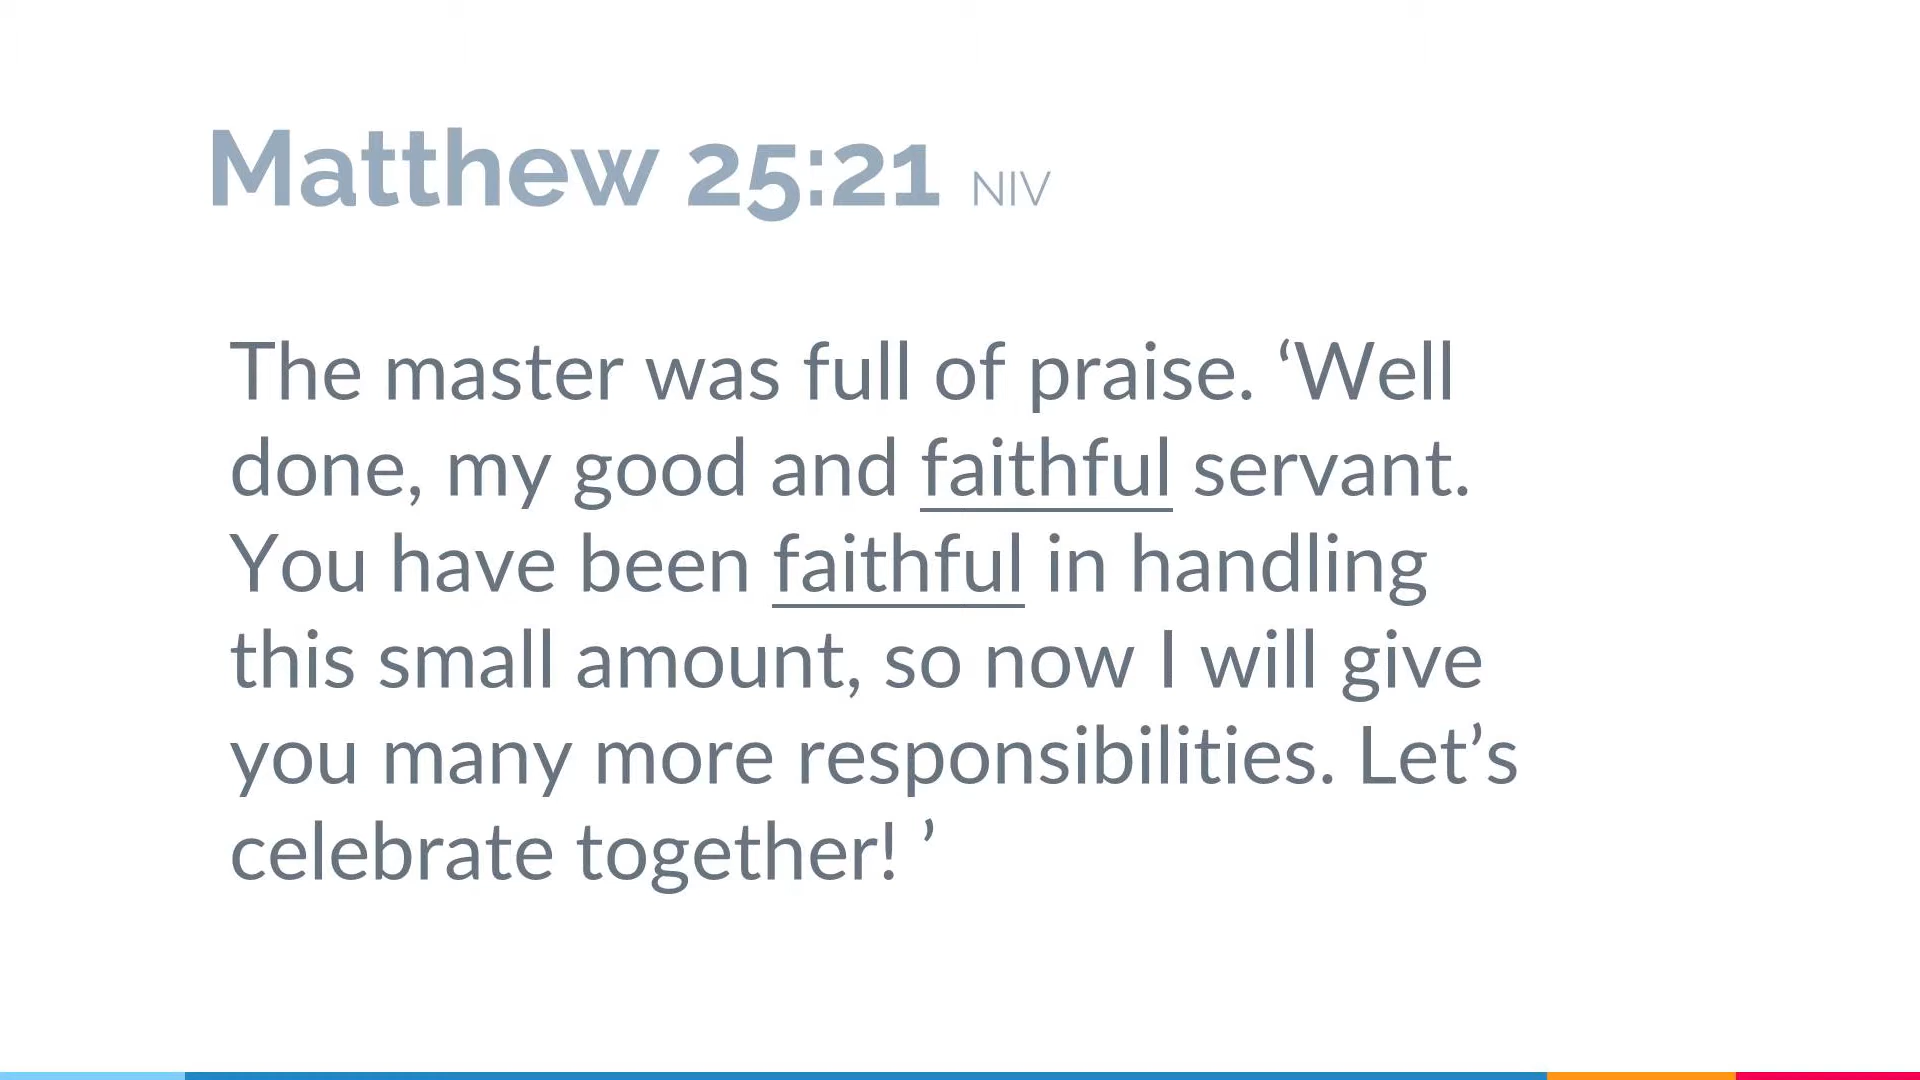 Matthew 25:21 NIV
The master was full of praise. ‘Well
done, my good and faithful servant.
You have been faithful in handling
this small amount, so now I will give
you many more responsibilities. Let’s
celebrate together! ’